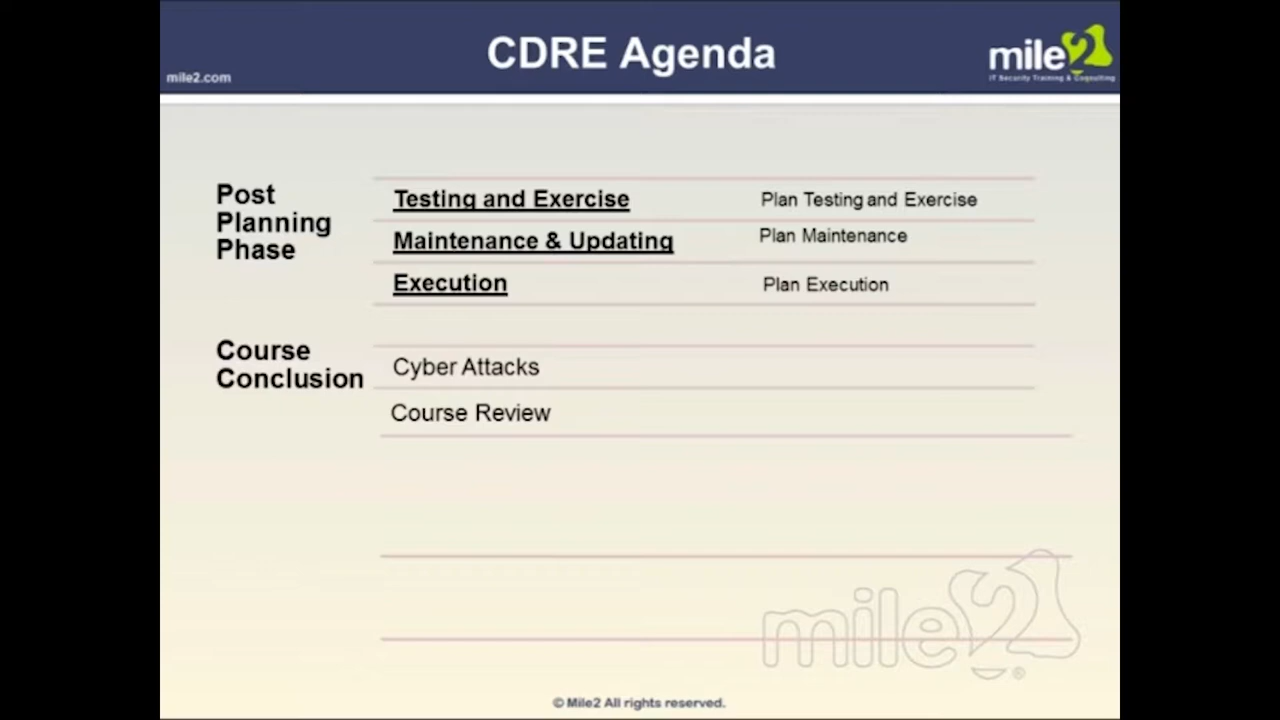 CDRE Agenda
mile2.com
mile2
IT Security Training & Consulting
Post
Planning
Phase
Testing and Exercise
Plan Testing and Exercise
Maintenance & Updating
Plan Maintenance
Execution
Plan Execution
Course
Conclusion
Cyber Attacks
Course Review
mile2®
© Mile2 All rights reserved.